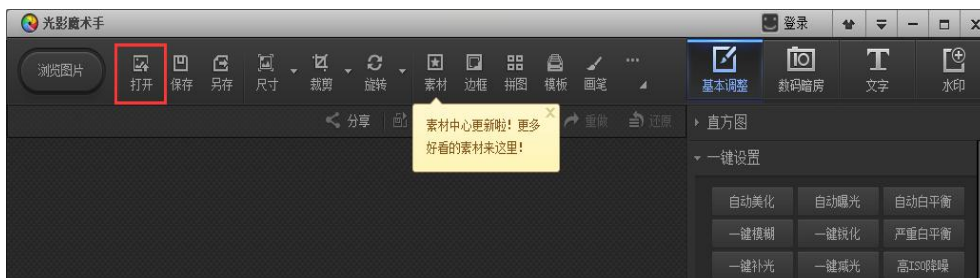 光影魔术手
登录
浏览图片 打开 保存 另存 尺寸 裁剪 旋转 素材 边框 拼图 模板 画笔 ...
基本调整 数码暗房 文字 水印
分享 重做 还原
素材中心更新啦！更多
好看的素材来这里！
直方图
一键设置
自动美化 自动曝光 自动白平衡
一键模糊 一键锐化 严重白平衡
一键补光 一键减光 高ISO降噪